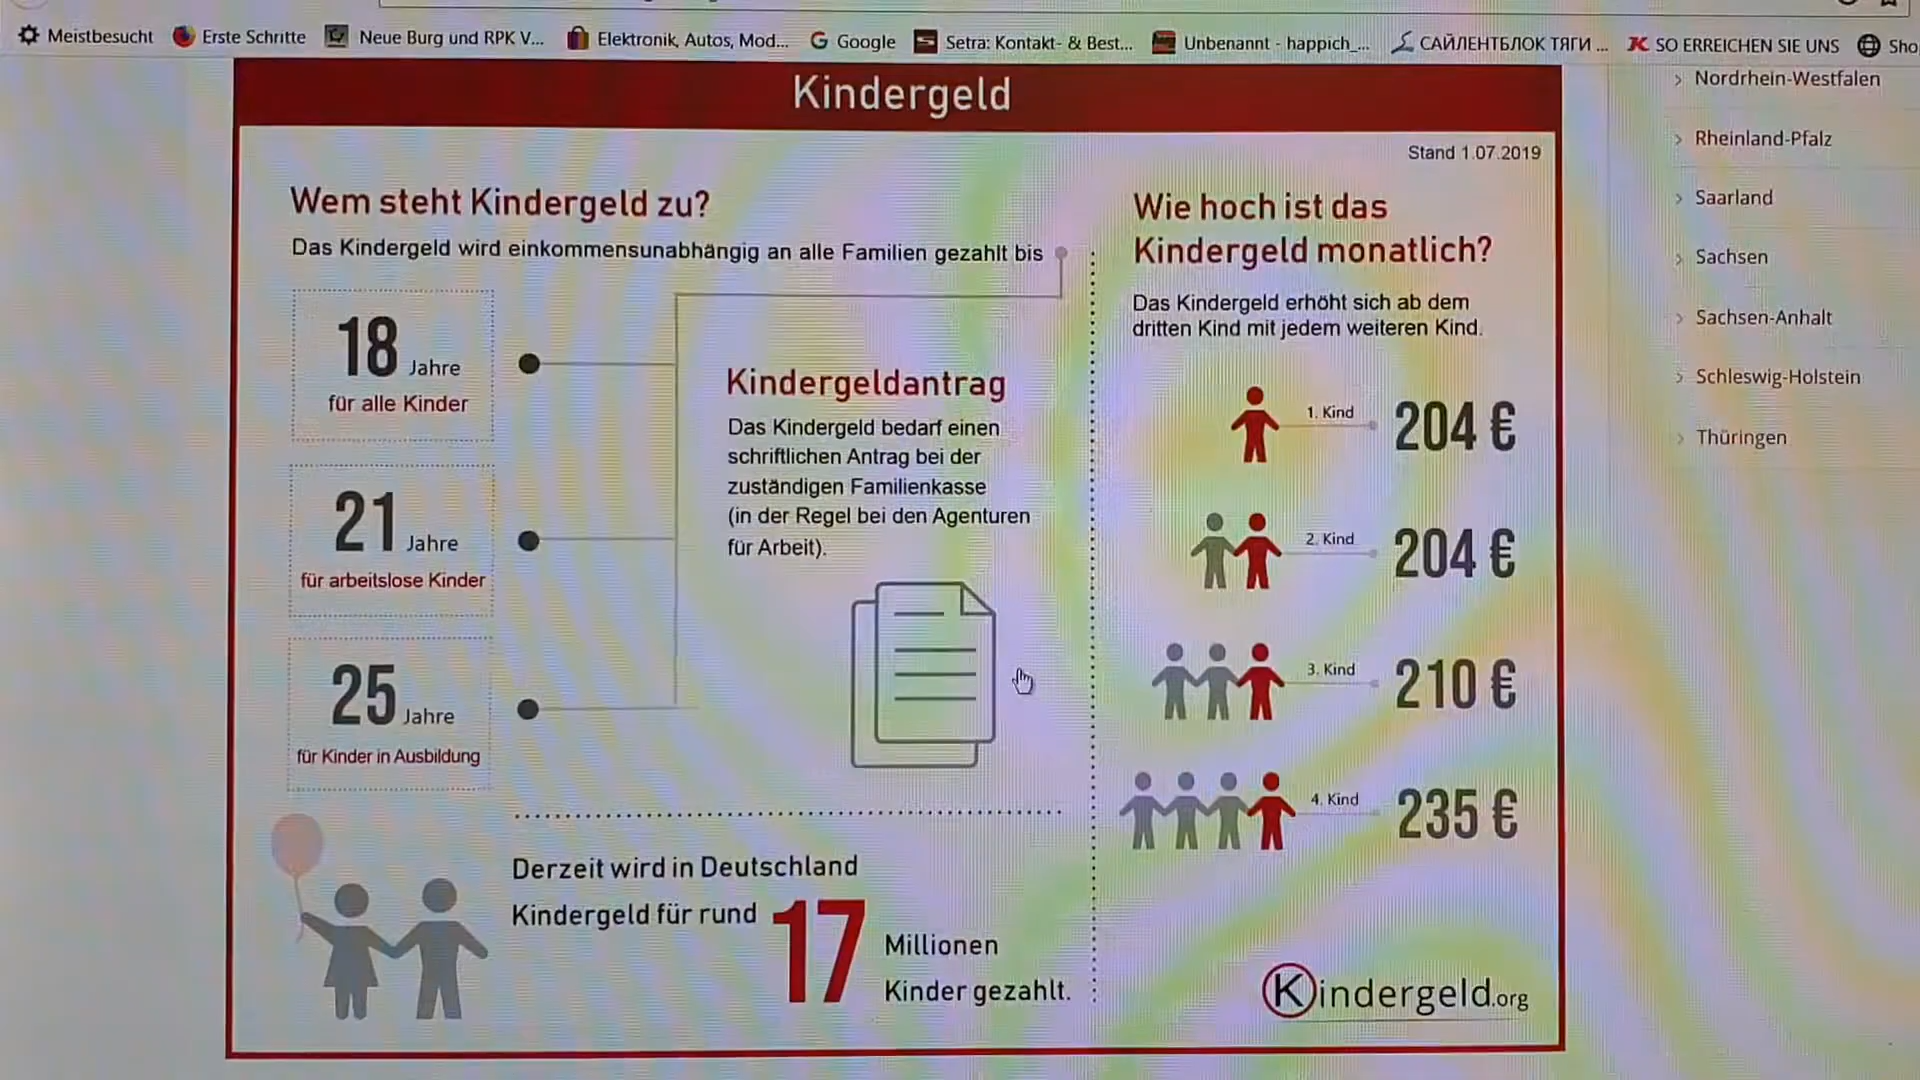 Meistbesucht
Erste Schritte
Neue Burg und RPK V...
Elektronik, Autos, Mod...
Google
Setra: Kontakt- & Best...
Unbenannt - happich_...
САЙЛЕНТБЛОК ТЯГИ ...
SO ERREICHEN SIE UNS
Sho
Kindergeld
Stand 1.07.2019
Wem steht Kindergeld zu?
Das Kindergeld wird einkommensunabhängig an alle Familien gezahlt bis
18 Jahre
für alle Kinder
21 Jahre
für arbeitslose Kinder
25 Jahre
für Kinder in Ausbildung
Kindergeldantrag
Das Kindergeld bedarf einen
schriftlichen Antrag bei der
zuständigen Familienkasse
(in der Regel bei den Agenturen
für Arbeit).
Derzeit wird in Deutschland
Kindergeld für rund 17 Millionen
Kinder gezahlt.
Wie hoch ist das
Kindergeld monatlich?
Das Kindergeld erhöht sich ab dem
dritten Kind mit jedem weiteren Kind.
1. Kind 204 €
2. Kind 204 €
3. Kind 210 €
4. Kind 235 €
Kindergeld.org
Nordrhein-Westfalen
Rheinland-Pfalz
Saarland
Sachsen
Sachsen-Anhalt
Schleswig-Holstein
Thüringen